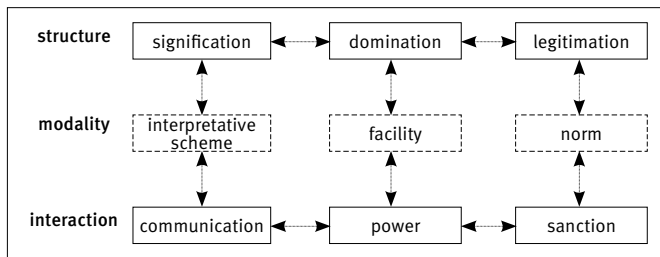 structure
signification
domination
legitimation
modality
interpretative
scheme
facility
norm
interaction
communication
power
sanction